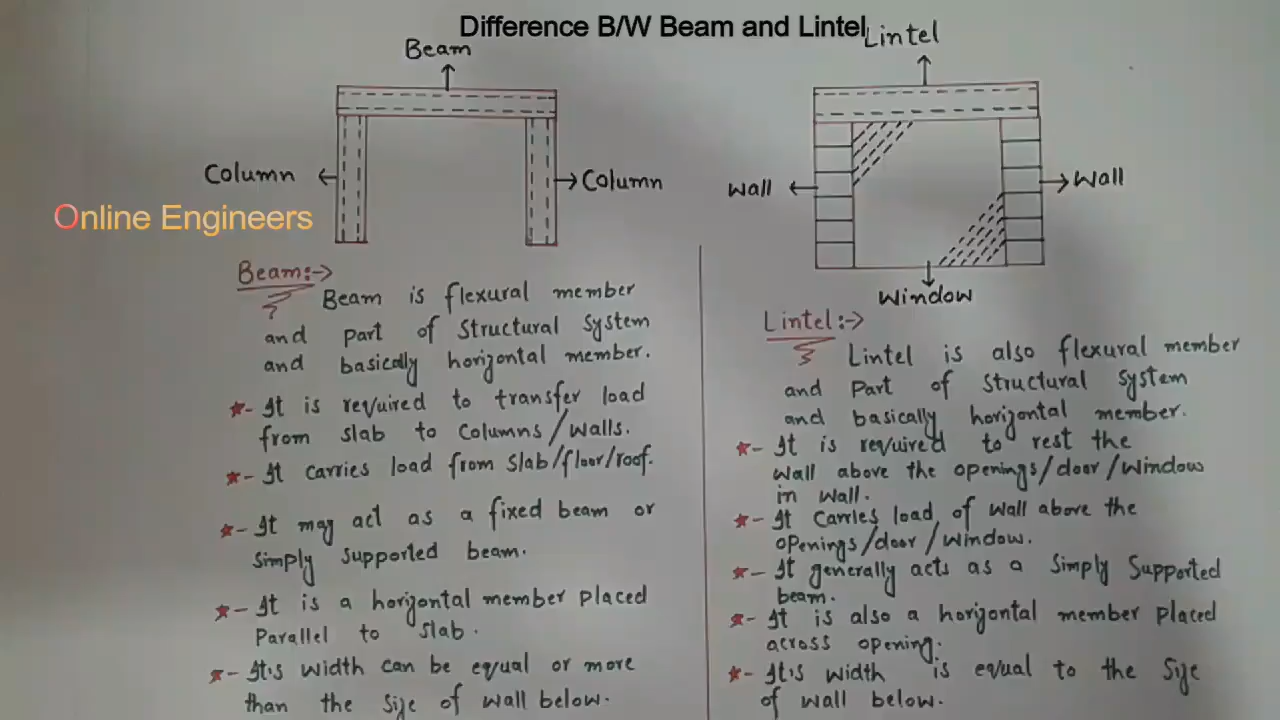 Difference B/W Beam and Lintel
Beam
Column
Column
Online Engineers
Lintel
Wall
Wall
Window
Beam:->
Beam is flexural member
and part of Structural System
and basically horizontal member.
*- It is required to transfer load
from slab to Columns/walls.
*- It carries load from slab/floor/roof.
*- It may act as a fixed beam or
Simply Supported beam.
*- It is a horizontal member placed
Parallel to slab.
*- It's width can be equal or more
than the size of wall below.
Lintel:->
Lintel is also flexural member
and Part of Structural System
and basically horizontal member.
*- It is required to rest the
Wall above the openings/door/window
in wall.
*- It Carries load of wall above the
openings/door/window.
*- It generally acts as a Simply Supported
beam.
*- It is also a horizontal member placed
across opening.
*- It's width is equal to the Size
of wall below.